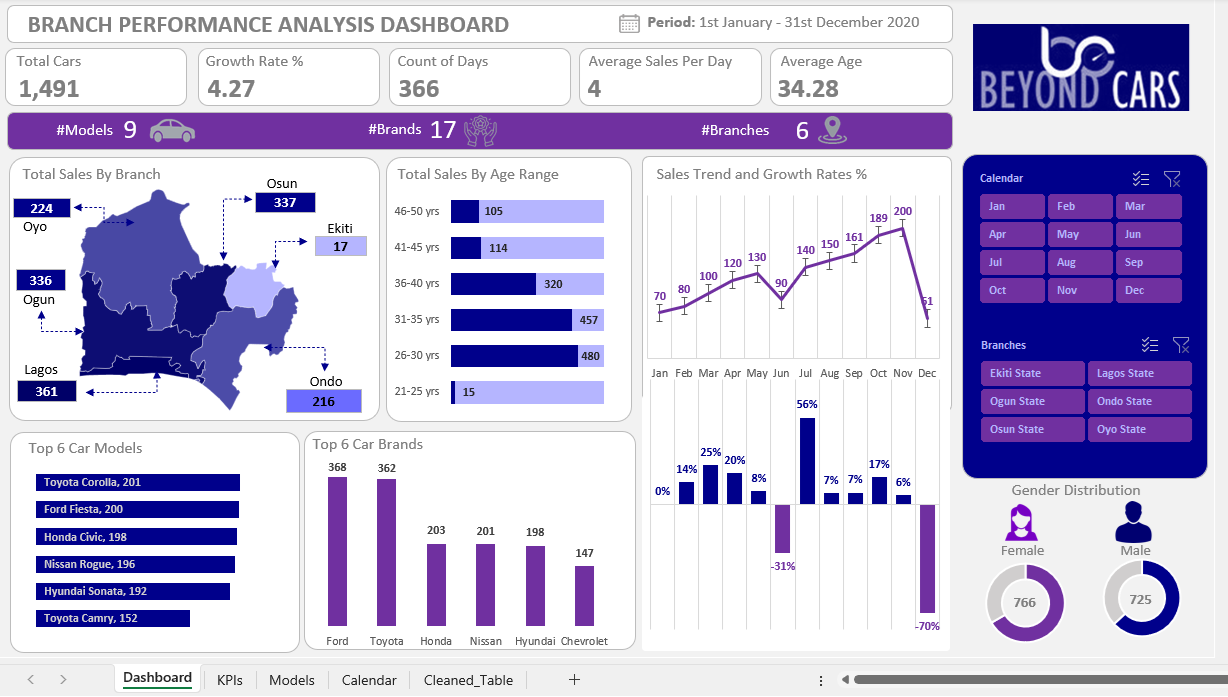 BRANCH PERFORMANCE ANALYSIS DASHBOARD
Period: 1st January - 31st December 2020
BEYOND CARS
Total Cars
1,491
Growth Rate %
4.27
Count of Days
366
Average Sales Per Day
4
Average Age
34.28
#Models 9
#Brands 17
#Branches 6
Total Sales By Branch
224
Oyo
Osun
337
Ekiti
17
336
Ogun
Lagos
361
Ondo
216
Total Sales By Age Range
46-50 yrs 105
41-45 yrs 114
36-40 yrs 320
31-35 yrs 457
26-30 yrs 480
21-25 yrs 15
Sales Trend and Growth Rates %
70 80 100 120 130 90 140 150 161 189 200 51
Jan Feb Mar Apr May Jun Jul Aug Sep Oct Nov Dec
0% 14% 25% 20% 8% -31% 56% 7% 7% 17% 6% -70%
Calendar
Jan Feb Mar
Apr May Jun
Jul Aug Sep
Oct Nov Dec
Branches
Ekiti State Lagos State
Ogun State Ondo State
Osun State Oyo State
Top 6 Car Models
Toyota Corolla, 201
Ford Fiesta, 200
Honda Civic, 198
Nissan Rogue, 196
Hyundai Sonata, 192
Toyota Camry, 152
Top 6 Car Brands
368 362 203 201 198 147
Ford Toyota Honda Nissan Hyundai Chevrolet
Gender Distribution
Female Male
766 725
Dashboard KPIs Models Calendar Cleaned_Table